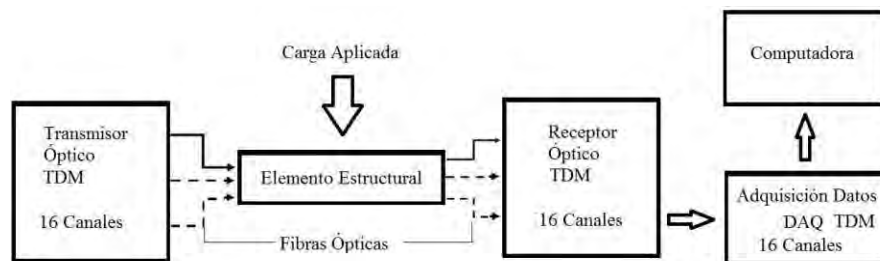 Carga Aplicada
Transmisor
Óptico
TDM
16 Canales
Elemento Estructural
Fibras Ópticas
Receptor
Óptico
TDM
16 Canales
Computadora
Adquisición Datos
DAQ TDM
16 Canales